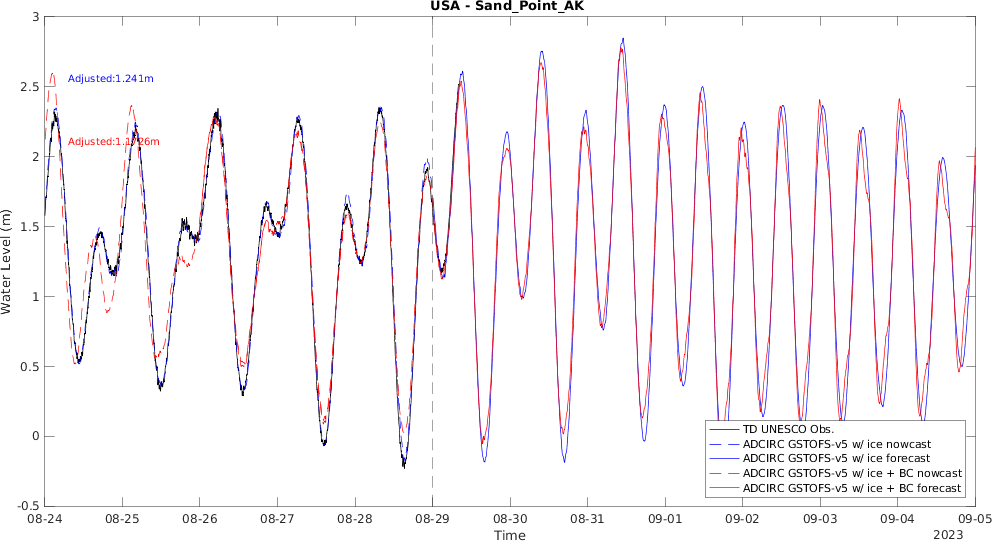 USA - Sand_Point_AK
3
2.5
2
1.5
1
0.5
0
-0.5
Water Level (m)
Adjusted:1.241m
TD UNESCO Obs.
ADCIRC GSTOFS-v5 w/ ice nowcast
ADCIRC GSTOFS-v5 w/ ice forecast
ADCIRC GSTOFS-v5 w/ ice + BC nowcast
ADCIRC GSTOFS-v5 w/ ice + BC forecast
08-24 08-25 08-26 08-27 08-28 08-29 08-30 08-31 09-01 09-02 09-03 09-04 09-05
Time
2023